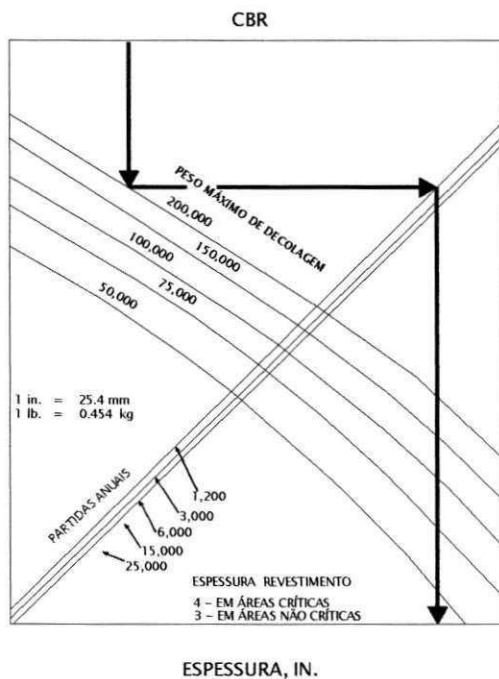 CBR
PESO MÁXIMO DE DECOLAGEM
200,000
150,000
100,000
75,000
50,000
1 in. = 25.4 mm
1 lb. = 0.454 kg
PARTIDAS ANUAIS
1,200
3,000
6,000
15,000
25,000
ESPESSURA REVESTIMENTO
4 – EM ÁREAS CRÍTICAS
3 – EM ÁREAS NÃO CRÍTICAS
ESPESSURA, IN.